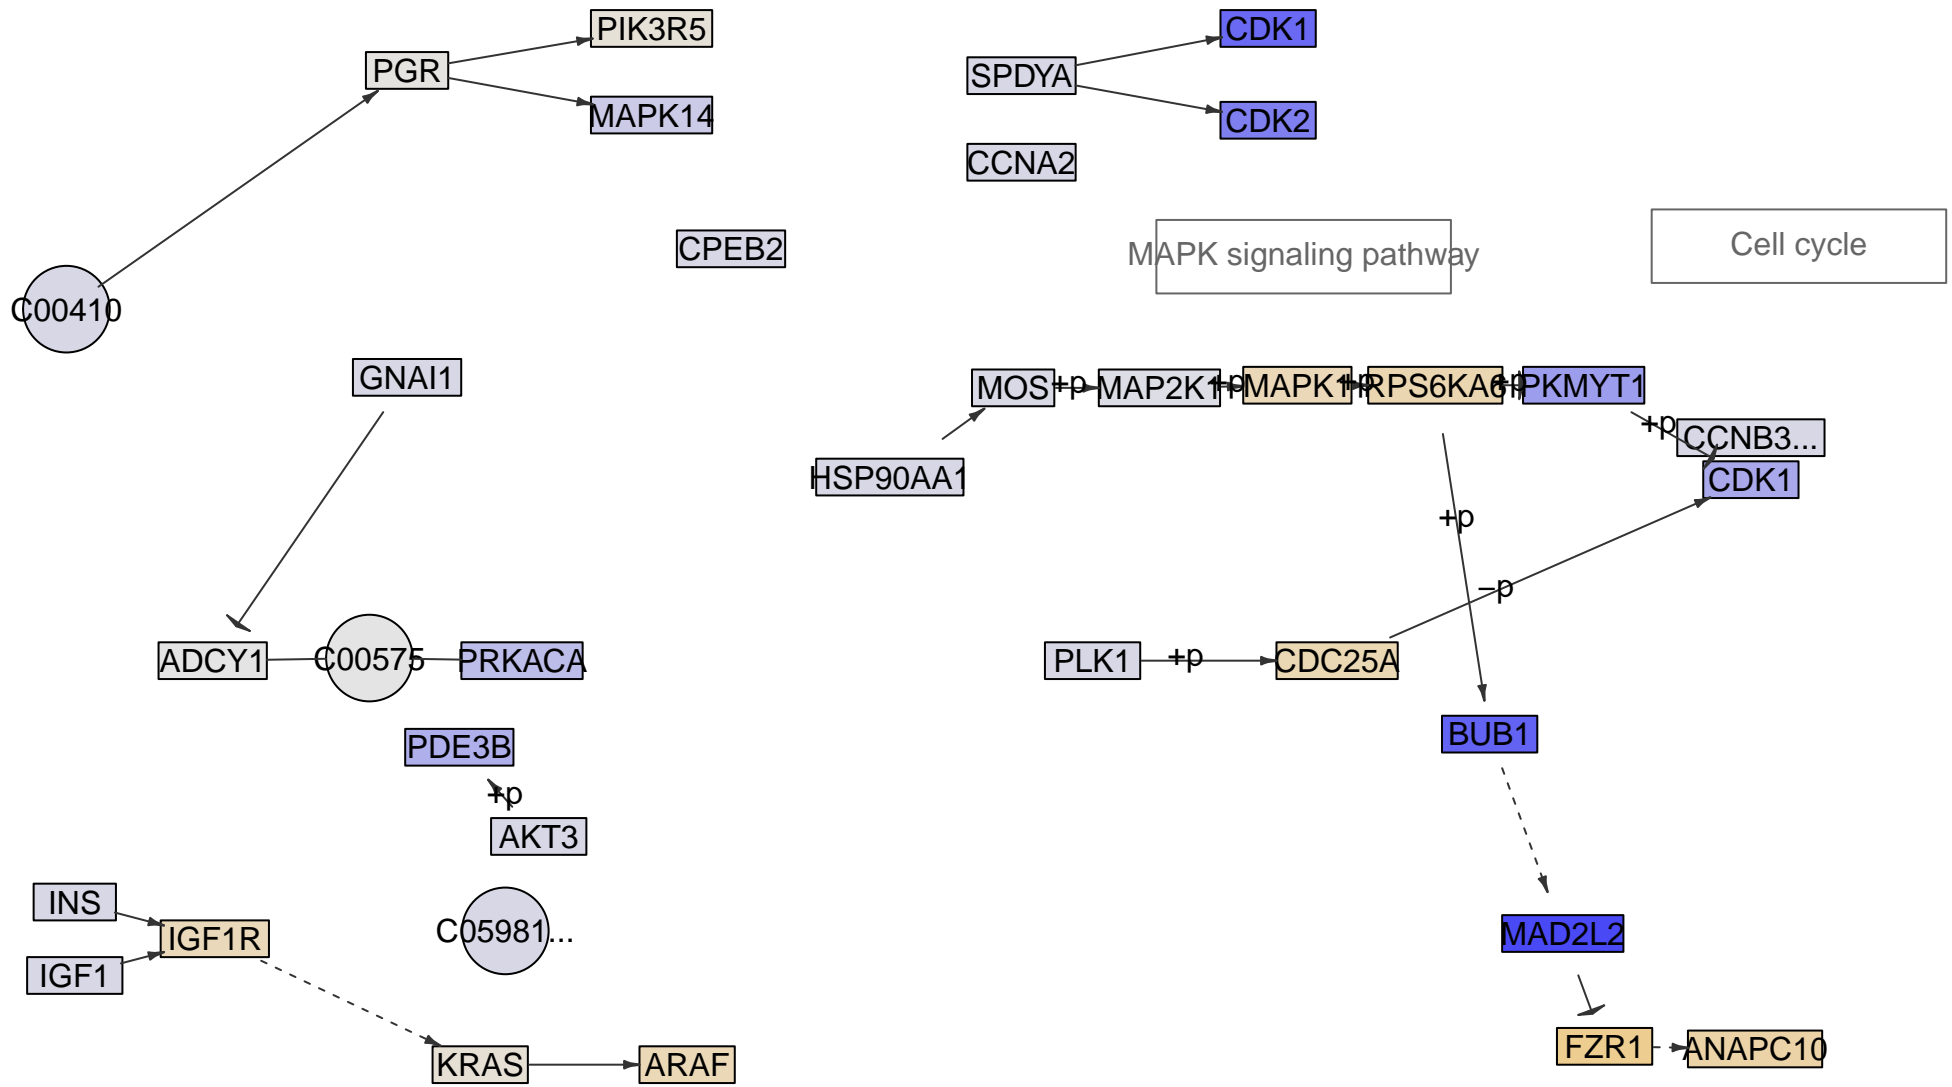 PIK3R5
CDK1
PGR
SPDYA
MAPK14
CDK2
CCNA2
CPEB2
MAPK signaling pathway
Cell cycle
C00410
GNAI1
MOS
+p
MAP2K1
+p
MAPK1
+p
RPS6KA6
+p
PKMYT1
+p
CCNB3...
HSP90AA1
CDK1
+p
−p
ADCY1
C00575
PRKACA
PLK1
+p
CDC25A
BUB1
PDE3B
+p
AKT3
INS
IGF1R
C05981...
MAD2L2
IGF1
KRAS
ARAF
FZR1
ANAPC10